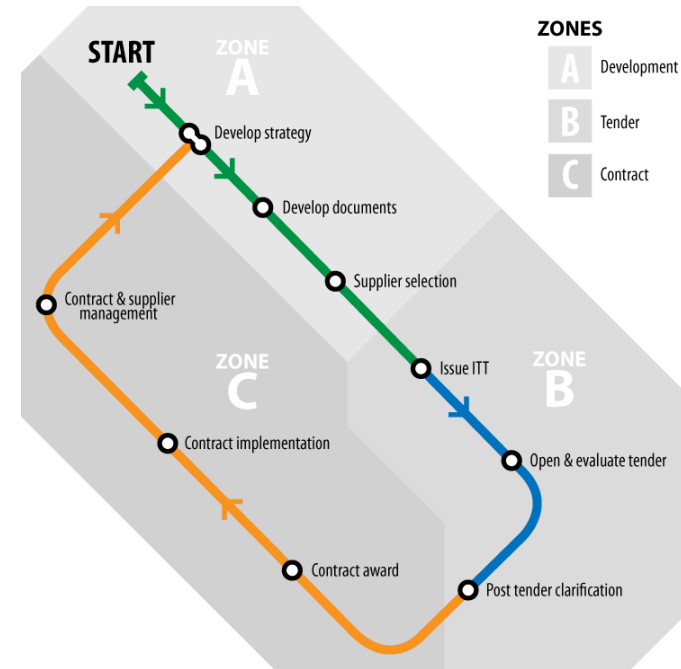 START
ZONE
A
ZONES
A Development
B Tender
C Contract
Develop strategy
Develop documents
Supplier selection
Issue ITT
ZONE
B
Open & evaluate tender
Post tender clarification
Contract award
Contract implementation
ZONE
C
Contract & supplier
management